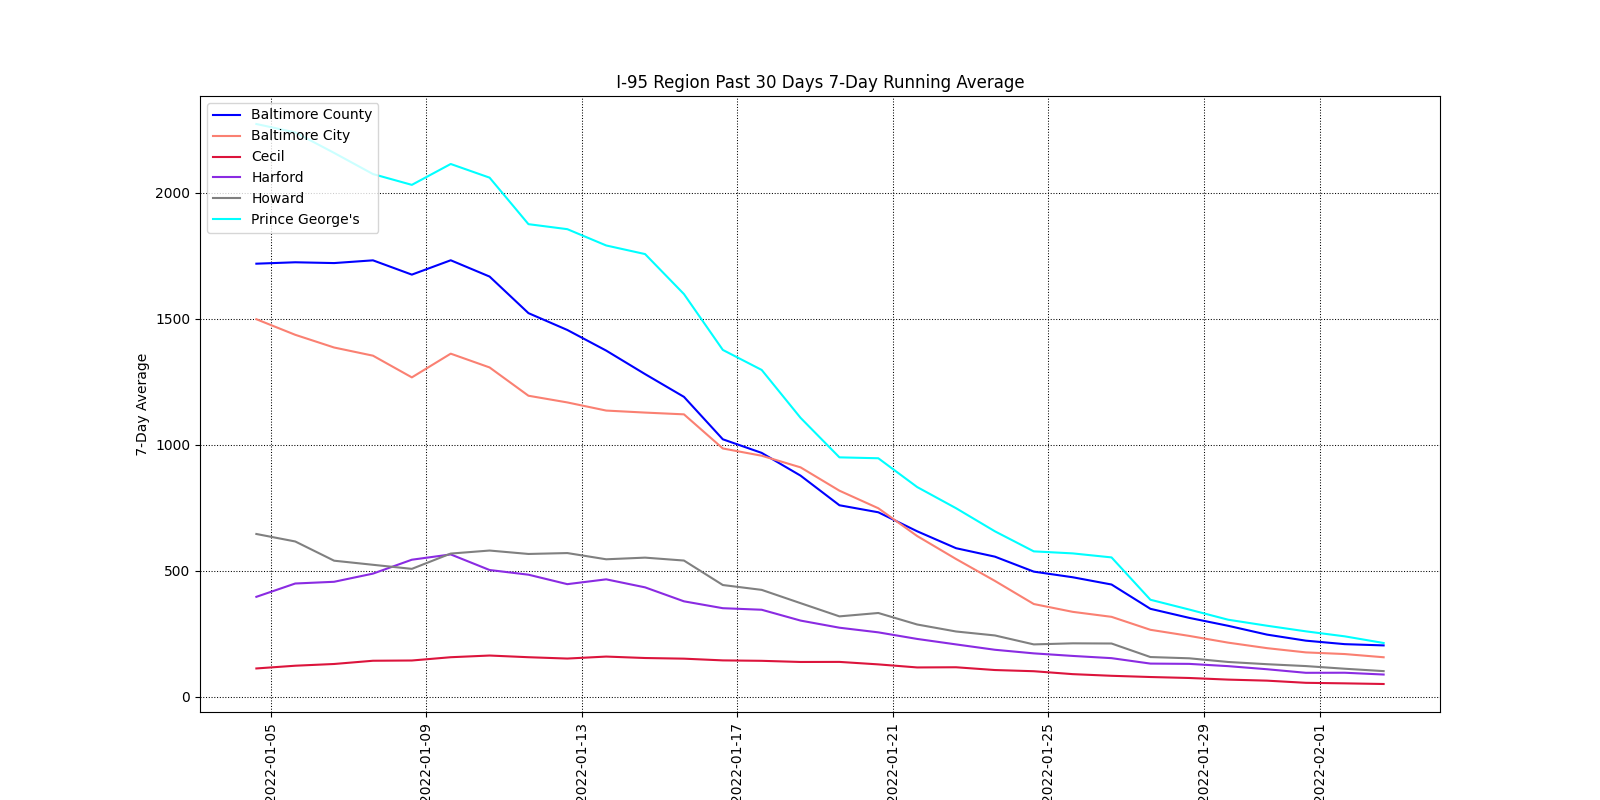 I-95 Region Past 30 Days 7-Day Running Average
Baltimore County
Baltimore City
Cecil
Harford
Howard
Prince George's
7-Day Average
2000
1500
1000
500
0
2022-01-05
2022-01-09
2022-01-13
2022-01-17
2022-01-21
2022-01-25
2022-01-29
2022-02-01